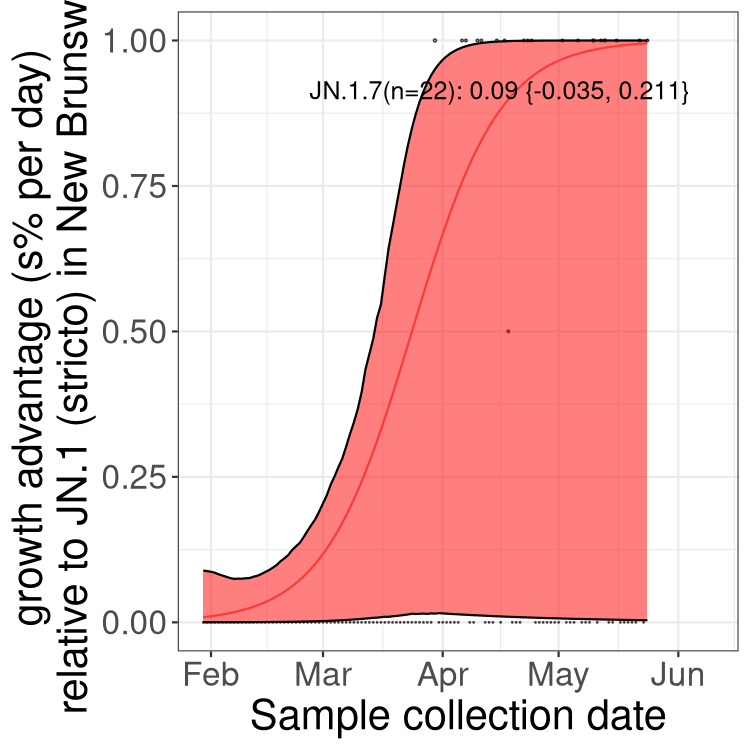 growth advantage (s% per day)
relative to JN.1 (stricto) in New Brunsw
1.00
0.75
0.50
0.25
0.00
JN.1.7(n=22): 0.09 {-0.035, 0.211}
Feb Mar Apr May Jun
Sample collection date